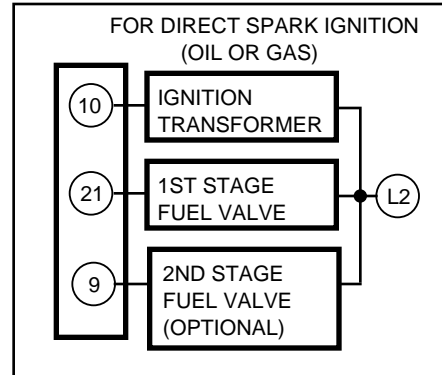 FOR DIRECT SPARK IGNITION
(OIL OR GAS)
10
IGNITION
TRANSFORMER
21
1ST STAGE
FUEL VALVE
L2
9
2ND STAGE
FUEL VALVE
(OPTIONAL)